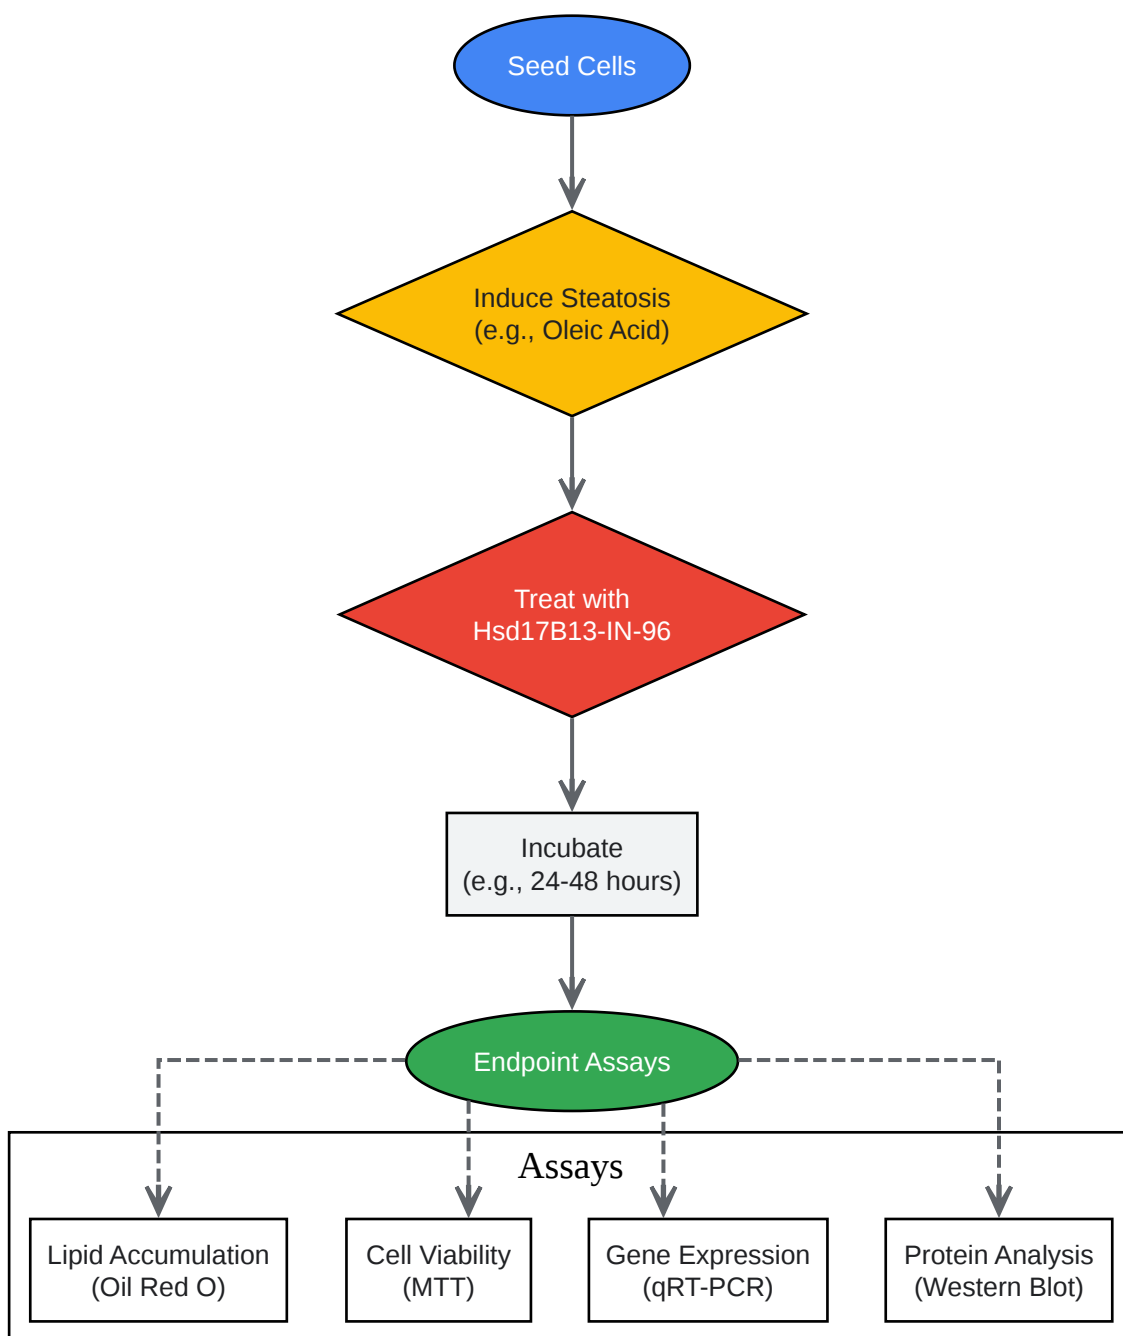 Seed Cells
Induce Steatosis
(e.g., Oleic Acid)
Treat with
Hsd17B13-IN-96
Incubate
(e.g., 24-48 hours)
Endpoint Assays
Assays
Lipid Accumulation
(Oil Red O)
Cell Viability
(MTT)
Gene Expression
(qRT-PCR)
Protein Analysis
(Western Blot)